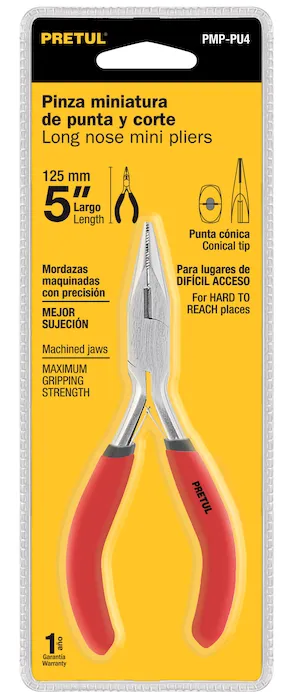 PRETUL
PMP-PU4
Pinza miniatura
de punta y corte
Long nose mini pliers
125 mm
5” Largo
Length
Punta cónica
Conical tip
Mordazas
maquinadas
con precisión
MEJOR
SUJECIÓN
Machined jaws
MAXIMUM
GRIPPING
STRENGTH
Para lugares de
DIFÍCIL ACCESO
For HARD TO
REACH places
PRETUL
1 año
Garantía
Warranty